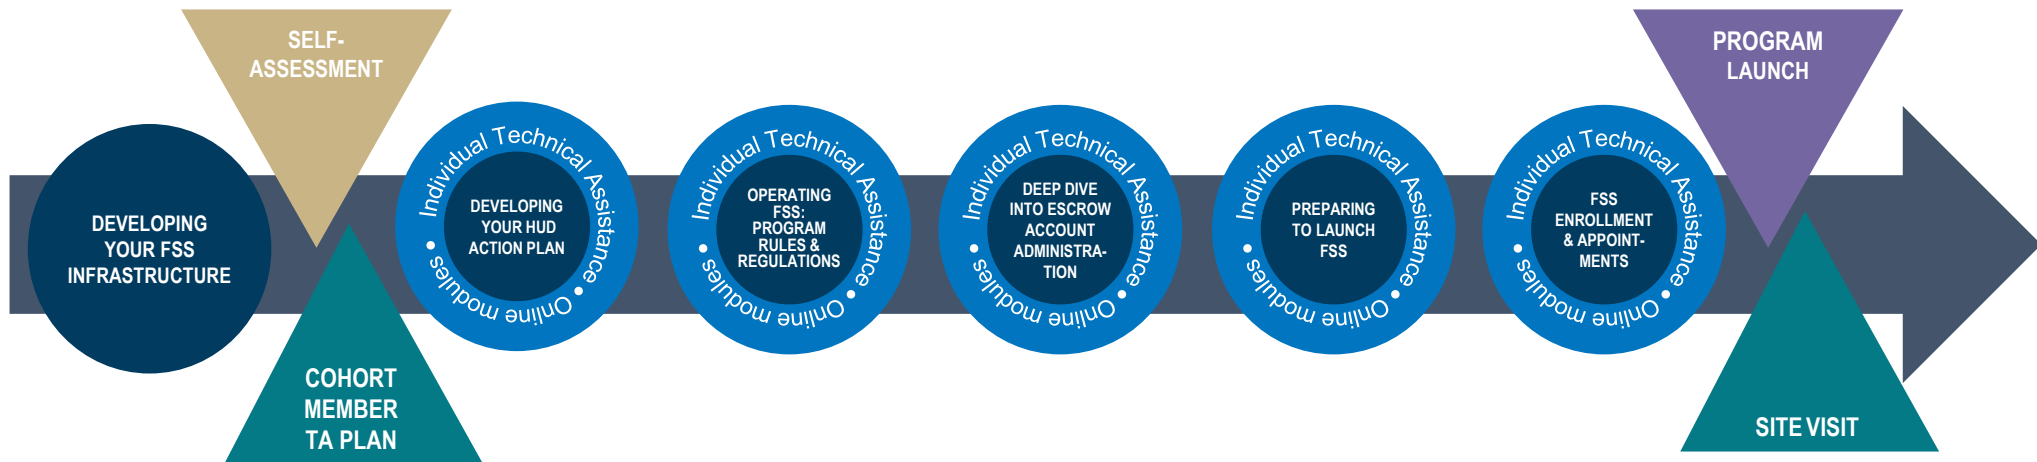 DEVELOPING
YOUR FSS
INFRASTRUCTURE
SELF-
ASSESSMENT
COHORT
MEMBER
TA PLAN
Individual Technical Assistance • Online modules •
DEVELOPING
YOUR HUD
ACTION PLAN
Individual Technical Assistance • Online modules •
OPERATING
FSS:
PROGRAM
RULES &
REGULATIONS
Individual Technical Assistance • Online modules •
DEEP DIVE
INTO ESCROW
ACCOUNT
ADMINISTRA-
TION
Individual Technical Assistance • Online modules •
PREPARING
TO LAUNCH
FSS
Individual Technical Assistance • Online modules •
FSS
ENROLLMENT
& APPOINT-
MENTS
PROGRAM
LAUNCH
SITE VISIT